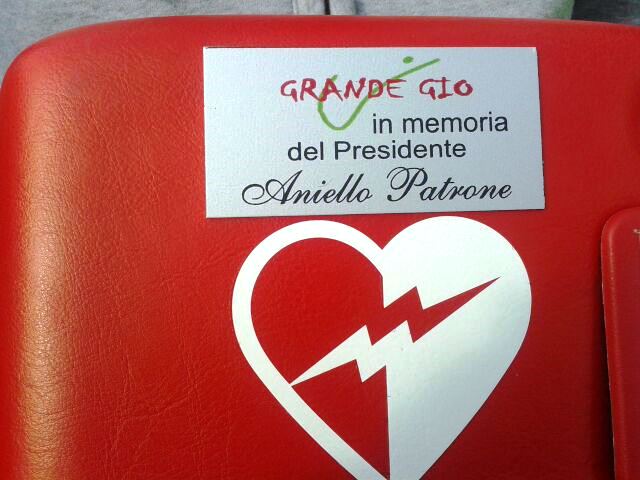 GRANDE GIO
in memoria
del Presidente
Aniello Patrone